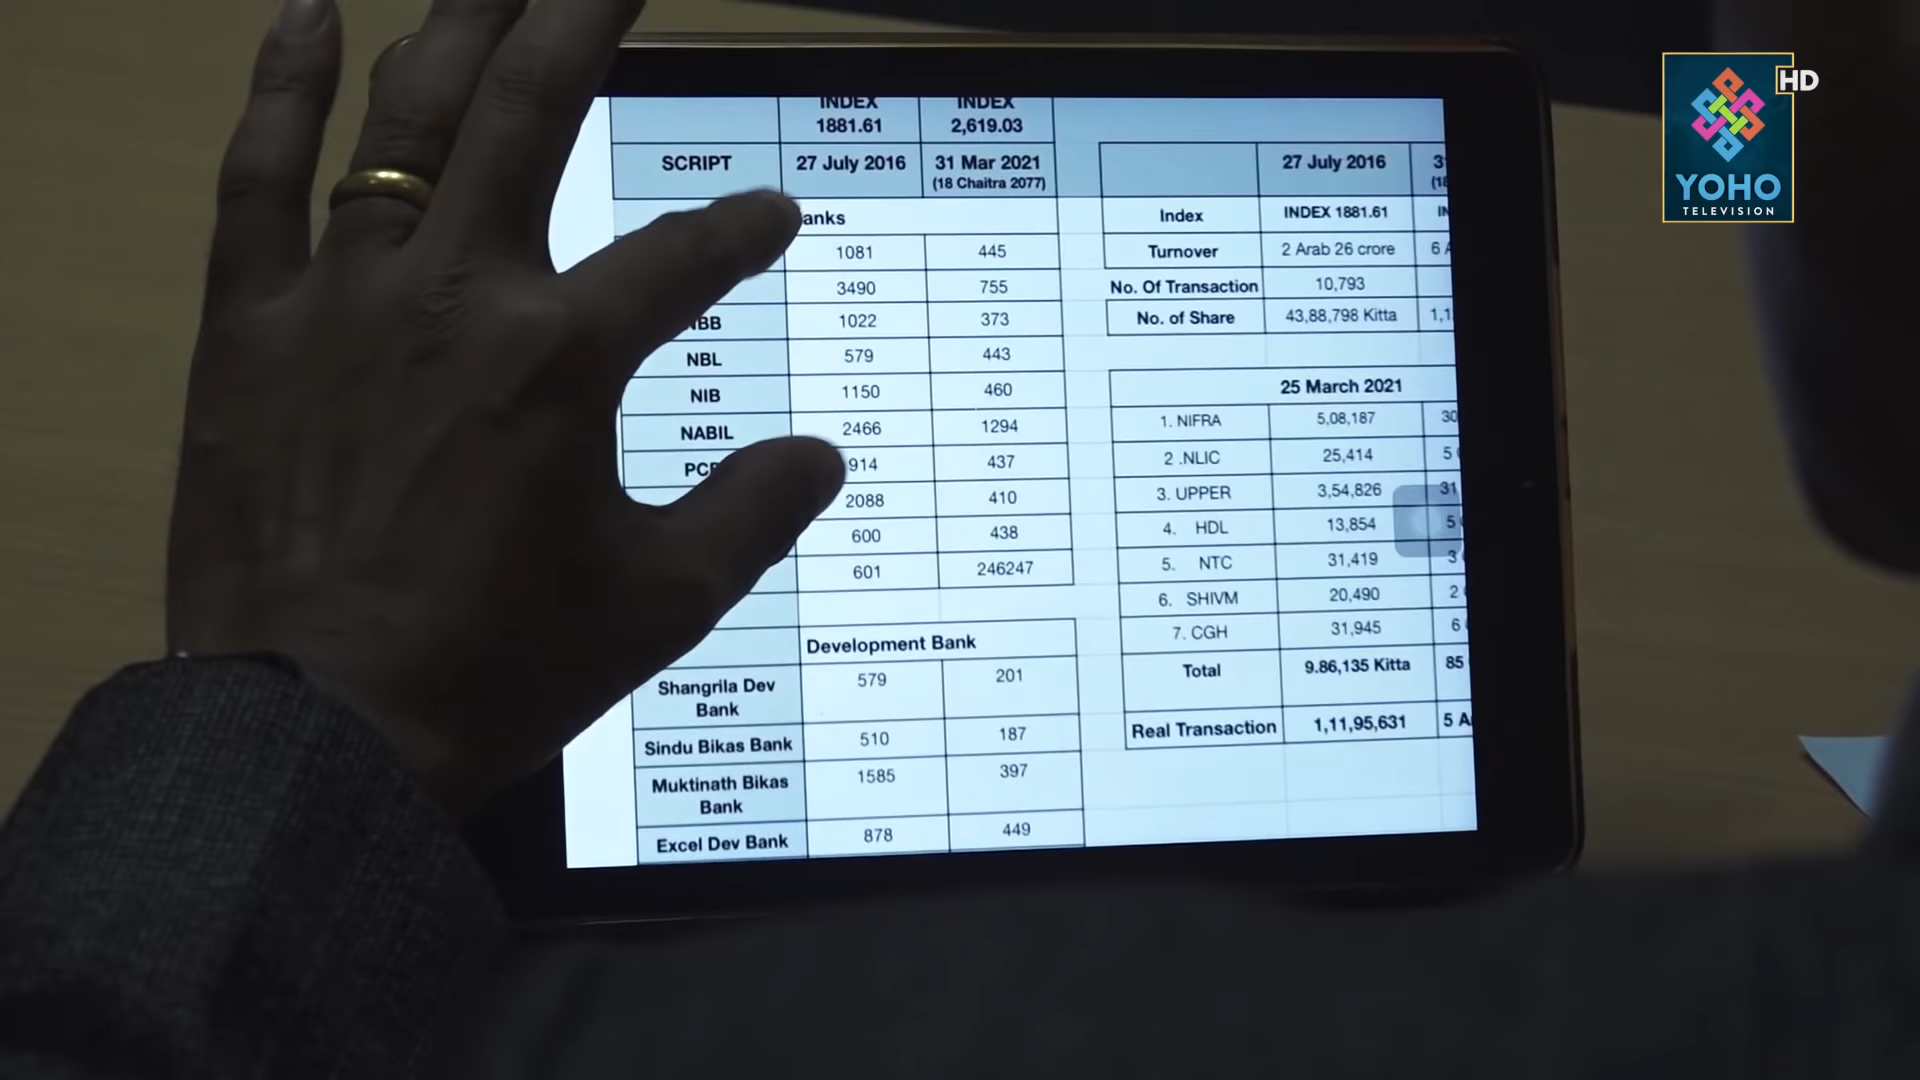 INDEX INDEX
1881.61 2,619.03
SCRIPT 27 July 2016 31 Mar 2021
(18 Chaitra 2077)
1081 445
3490 755
1022 373
NBL 579 443
NIB 1150 460
NABIL 2466 1294
914 437
2088 410
600 438
601 246247
Development Bank
Shangrila Dev Bank 579 201
Sindu Bikas Bank 510 187
Muktinath Bikas Bank 1585 397
Excel Dev Bank 878 449
27 July 2016
Index INDEX 1881.61
Turnover 2 Arab 26 crore
No. Of Transaction 10,793
No. of Share 43,88,798 Kitta
25 March 2021
1. NIFRA 5,08,187
2 .NLIC 25,414
3. UPPER 3,54,826
4. HDL 13,854
5. NTC 31,419
6. SHIVM 20,490
7. CGH 31,945
Total 9.86,135 Kitta
Real Transaction 1,11,95,631
HD
YOHO
TELEVISION